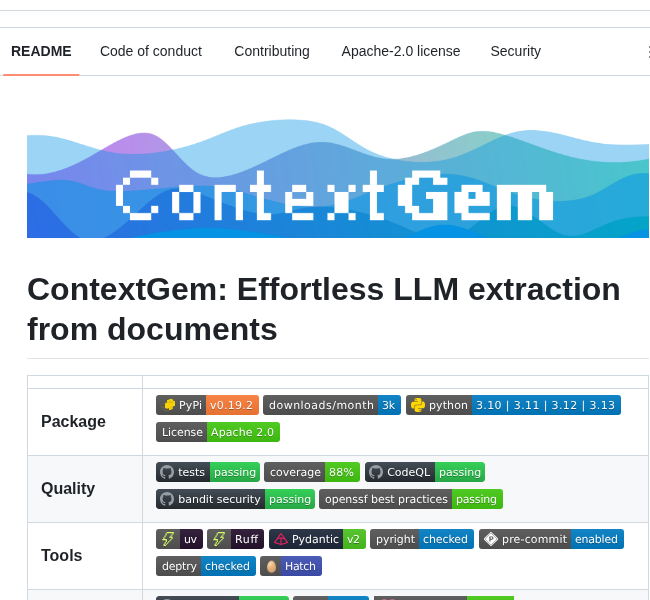 README Code of conduct Contributing Apache-2.0 license Security
ContextGem
ContextGem: Effortless LLM extraction
from documents
Package
PyPi v0.19.2 downloads/month 3k python 3.10 | 3.11 | 3.12 | 3.13
License Apache 2.0
Quality
tests passing coverage 88% CodeQL passing
bandit security passing openssf best practices passing
Tools
uv Ruff Pydantic v2 pyright checked pre-commit enabled
deptry checked Hatch